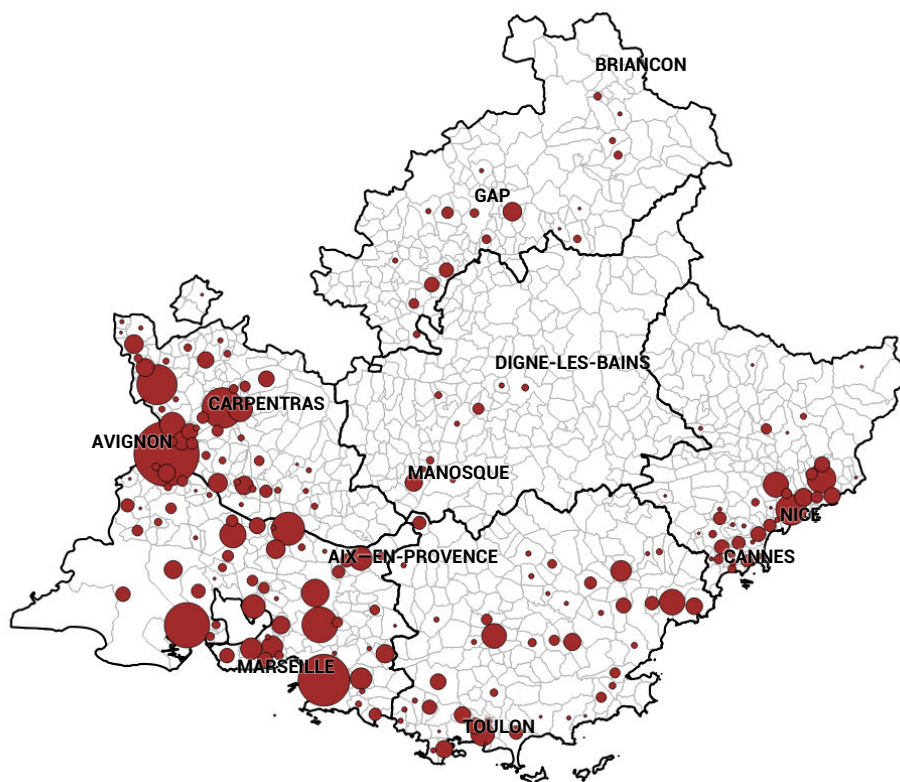 BRIANCON
GAP
DIGNE-LES-BAINS
CARPENTRAS
AVIGNON
MANOSQUE
NICE
AIX-EN-PROVENCE
CANNES
MARSEILLE
TOULON